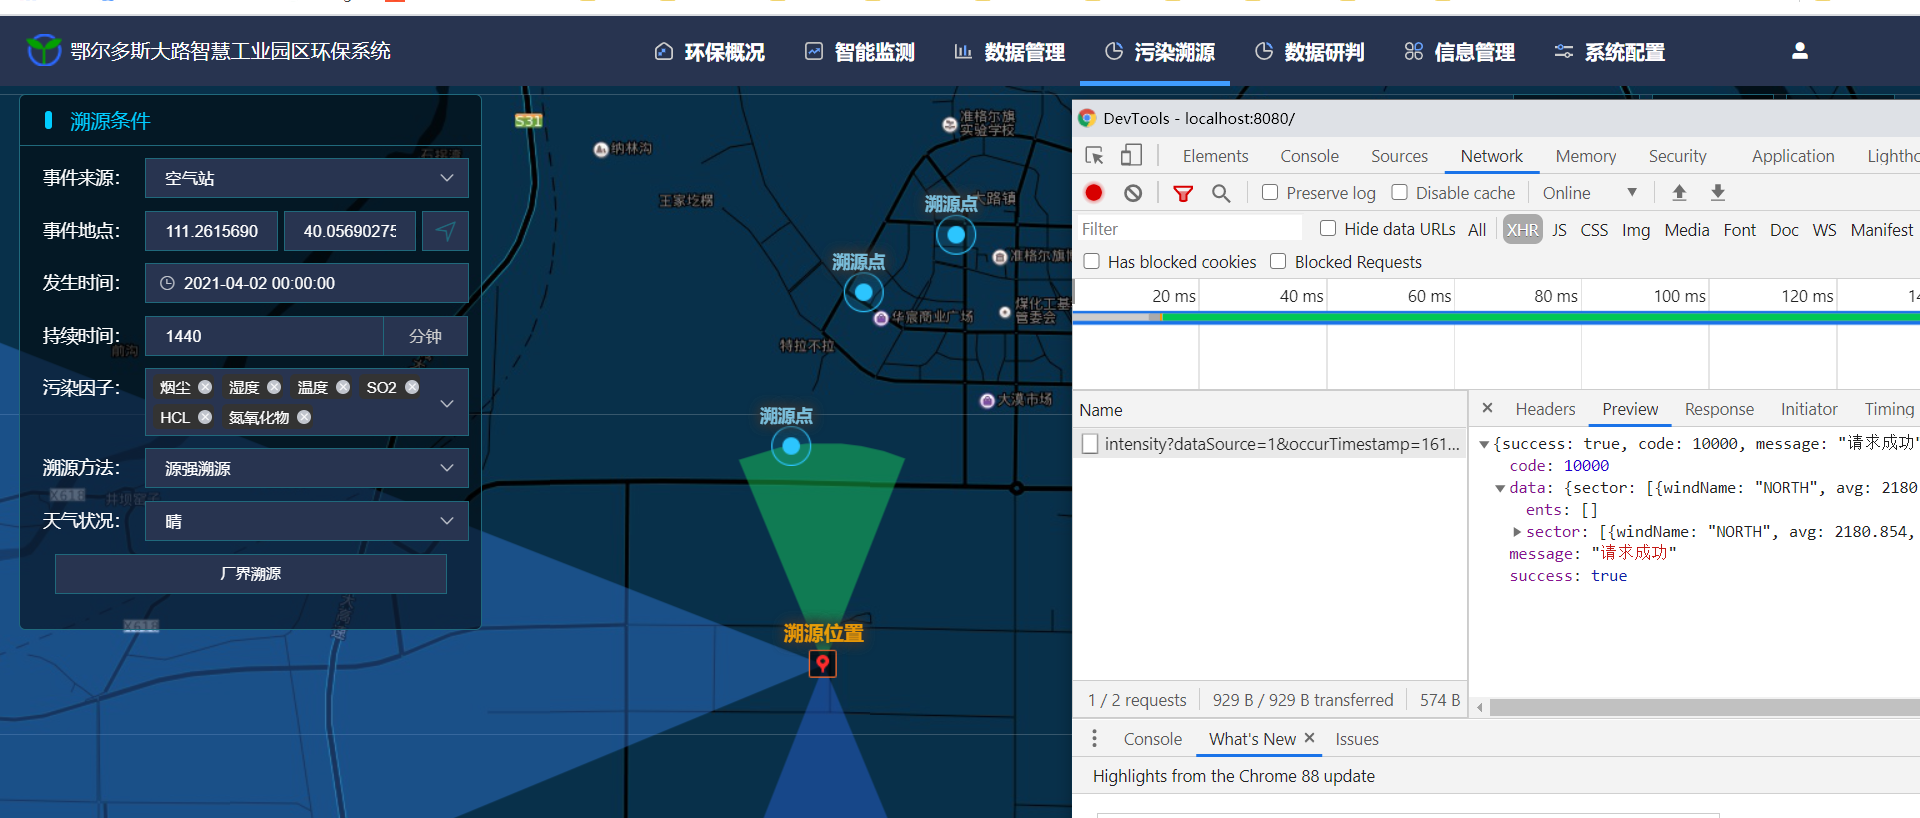 鄂尔多斯大路智慧工业园区环保系统
环保概况 智能监测 数据管理 污染溯源 数据研判 信息管理 系统配置
溯源条件
事件来源： 空气站
事件地点： 111.2615690 40.05690275
发生时间： 2021-04-02 00:00:00
持续时间： 1440 分钟
污染因子： 烟尘 湿度 温度 SO2
HCL 氮氧化物
溯源方法： 源强溯源
天气状况： 晴
厂界溯源
S31
纳林沟
王家圪楞
准格尔旗
实验学校
大路镇
溯源点
溯源点
准格尔旗博
华宸商业广场
煤化工基
管委会
特拉不拉
大漠市场
前沟
溯源点
X618
井坝窑子
X618
大高速
溯源位置
DevTools - localhost:8080/
Elements Console Sources Network Memory Security Application Lighthc
Preserve log Disable cache Online
Filter Hide data URLs All XHR JS CSS Img Media Font Doc WS Manifest
Has blocked cookies Blocked Requests
20 ms 40 ms 60 ms 80 ms 100 ms 120 ms 14
Name
intensity?dataSource=1&occurTimestamp=161...
1 / 2 requests 929 B / 929 B transferred 574 B
Headers Preview Response Initiator Timing
{success: true, code: 10000, message: "请求成功"
code: 10000
data: {sector: [{windName: "NORTH", avg: 2180
ents: []
sector: [{windName: "NORTH", avg: 2180.854,
message: "请求成功"
success: true
Console What's New Issues
Highlights from the Chrome 88 update